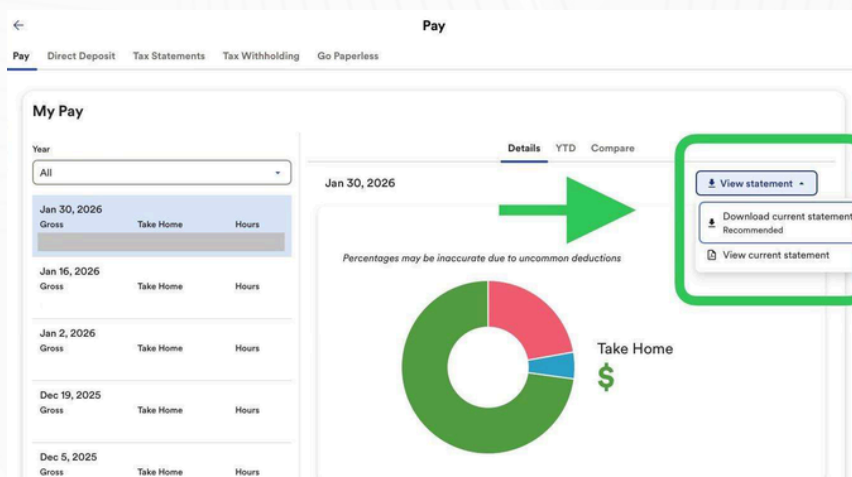 Pay
Pay Direct Deposit Tax Statements Tax Withholding Go Paperless
My Pay
Year
All
Jan 30, 2026
Gross Take Home Hours
Jan 16, 2026
Gross Take Home Hours
Jan 2, 2026
Gross Take Home Hours
Dec 19, 2025
Gross Take Home Hours
Dec 5, 2025
Gross Take Home Hours
Details YTD Compare
Jan 30, 2026
View statement
Download current statement
Recommended
View current statement
Percentages may be inaccurate due to uncommon deductions
Take Home
$